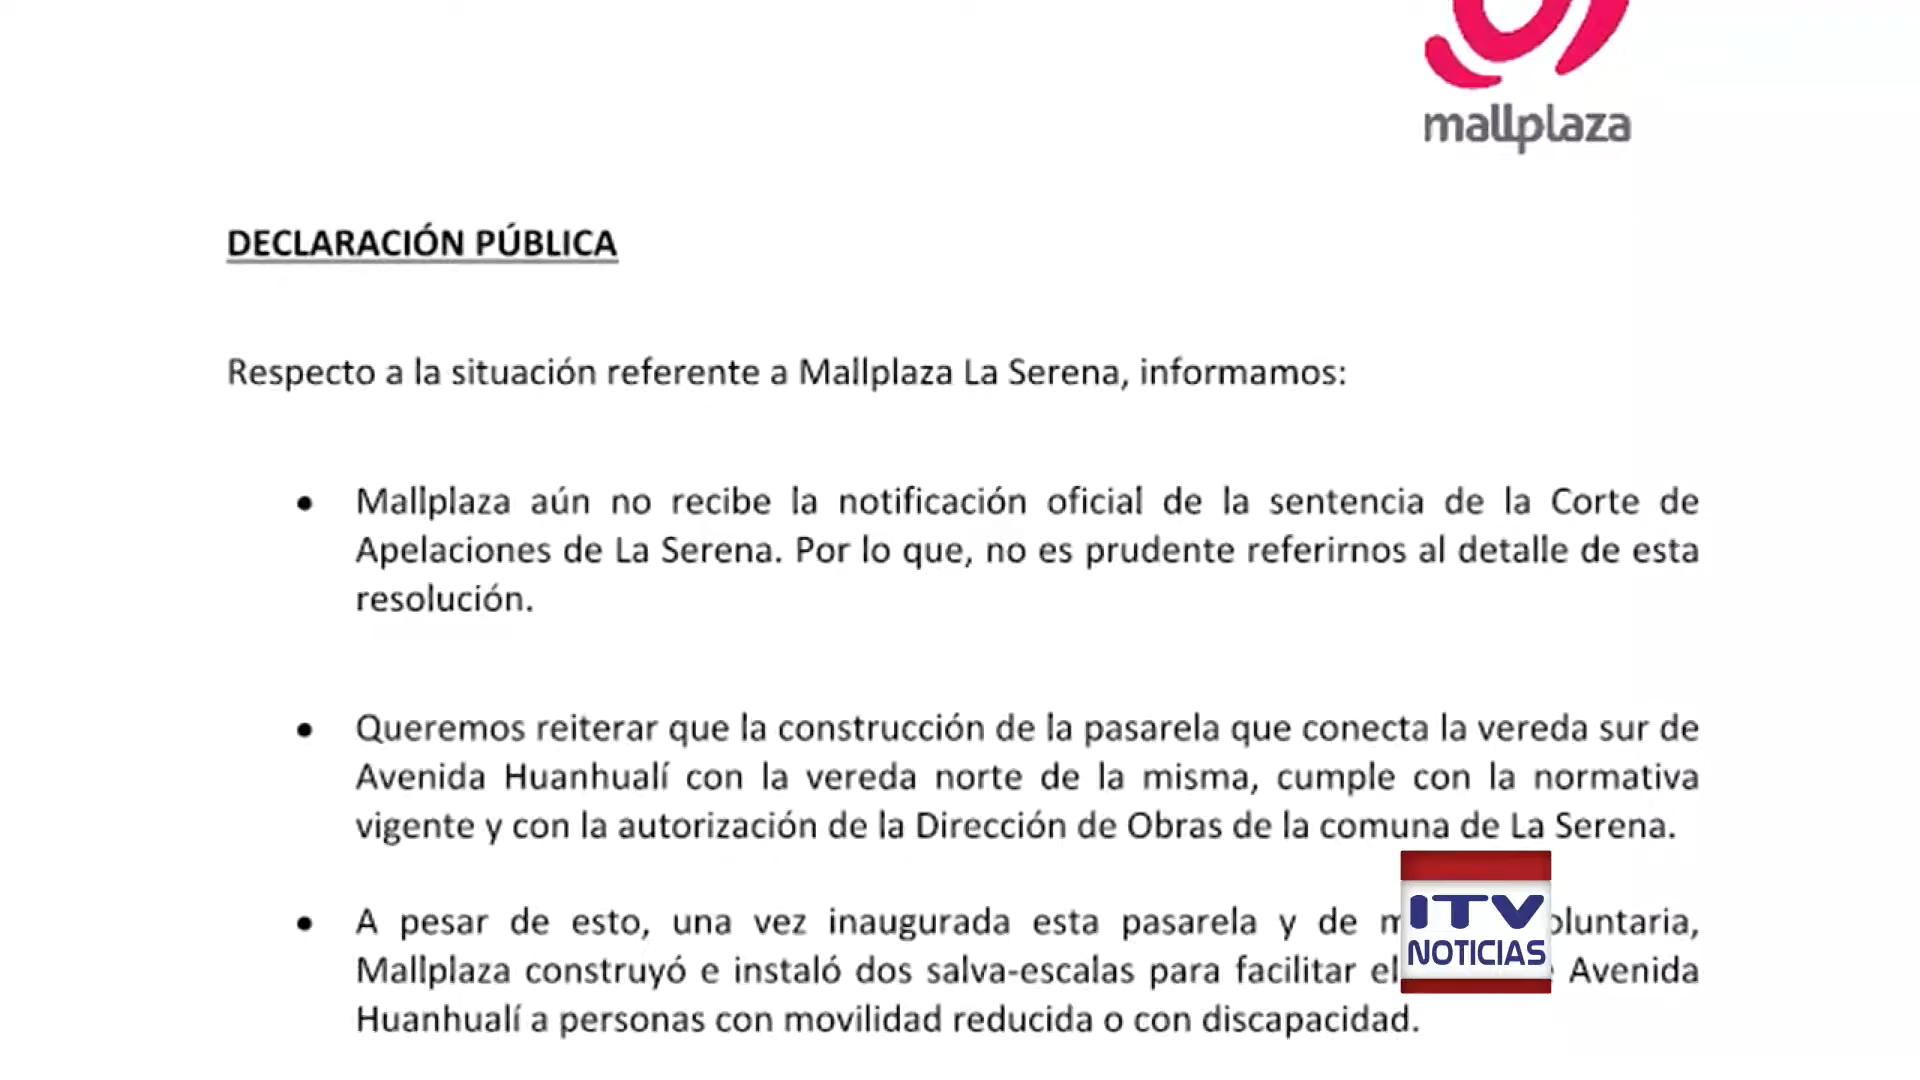 mallplaza
DECLARACIÓN PÚBLICA
Respecto a la situación referente a Mallplaza La Serena, informamos:
• Mallplaza aún no recibe la notificación oficial de la sentencia de la Corte de
Apelaciones de La Serena. Por lo que, no es prudente referirnos al detalle de esta
resolución.
• Queremos reiterar que la construcción de la pasarela que conecta la vereda sur de
Avenida Huanhualí con la vereda norte de la misma, cumple con la normativa
vigente y con la autorización de la Dirección de Obras de la comuna de La Serena.
• A pesar de esto, una vez inaugurada esta pasarela y de
Mallplaza construyó e instaló dos salva-escalas para facilitar el Avenida
Huanhualí a personas con movilidad reducida o con discapacidad.
ITV
NOTICIAS